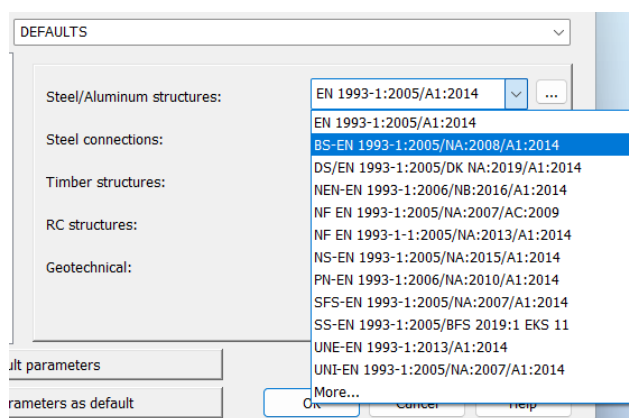 DEFAULTS
Steel/Aluminum structures:
EN 1993-1:2005/A1:2014
...
Steel connections:
Timber structures:
RC structures:
Geotechnical:
EN 1993-1:2005/A1:2014
BS-EN 1993-1:2005/NA:2008/A1:2014
DS/EN 1993-1:2005/DK NA:2019/A1:2014
NEN-EN 1993-1:2006/NB:2016/A1:2014
NF EN 1993-1:2005/NA:2007/AC:2009
NF EN 1993-1-1:2005/NA:2013/A1:2014
NS-EN 1993-1:2005/NA:2015/A1:2014
PN-EN 1993-1:2006/NA:2010/A1:2014
SFS-EN 1993-1:2005/NA:2007/A1:2014
SS-EN 1993-1:2005/BFS 2019:1 EKS 11
UNE-EN 1993-1:2013/A1:2014
UNI-EN 1993-1:2005/NA:2007/A1:2014
More...
ult parameters
rameters as default
OK
Cancel
Help